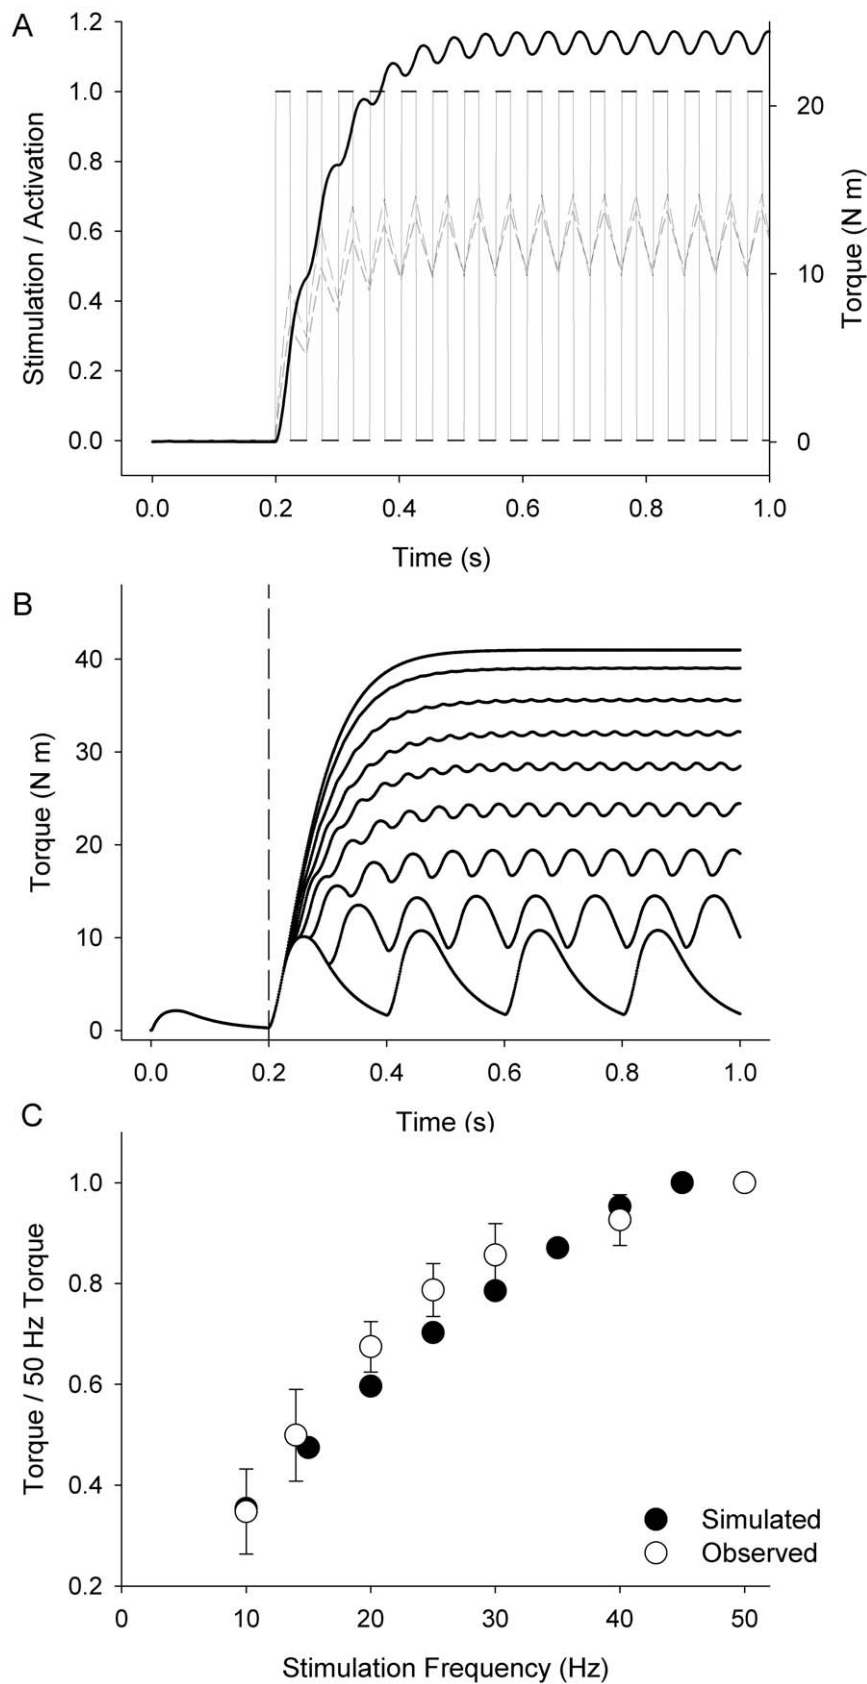 A
1.2
1.0
0.8
0.6
0.4
0.2
0.0
Stimulation / Activation
20
10
0
Torque (N m)
0.0 0.2 0.4 0.6 0.8 1.0
Time (s)
B
40
30
20
10
0
Torque (N m)
0.0 0.2 0.4 0.6 0.8 1.0
Time (s)
C
1.0
0.8
0.6
0.4
0.2
Torque / 50 Hz Torque
Simulated
Observed
0 10 20 30 40 50
Stimulation Frequency (Hz)